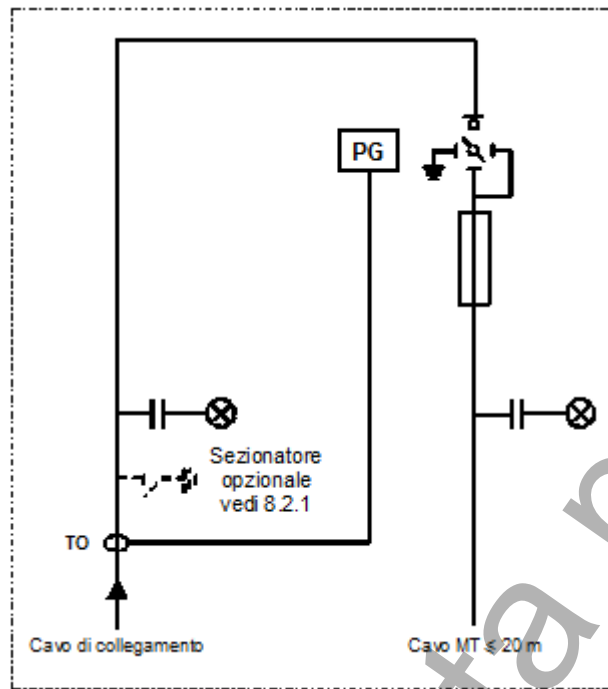 PG
Sezionatore
opzionale
vedi 8.2.1
TO
Cavo di collegamento
Cavo MT ≤ 20 m